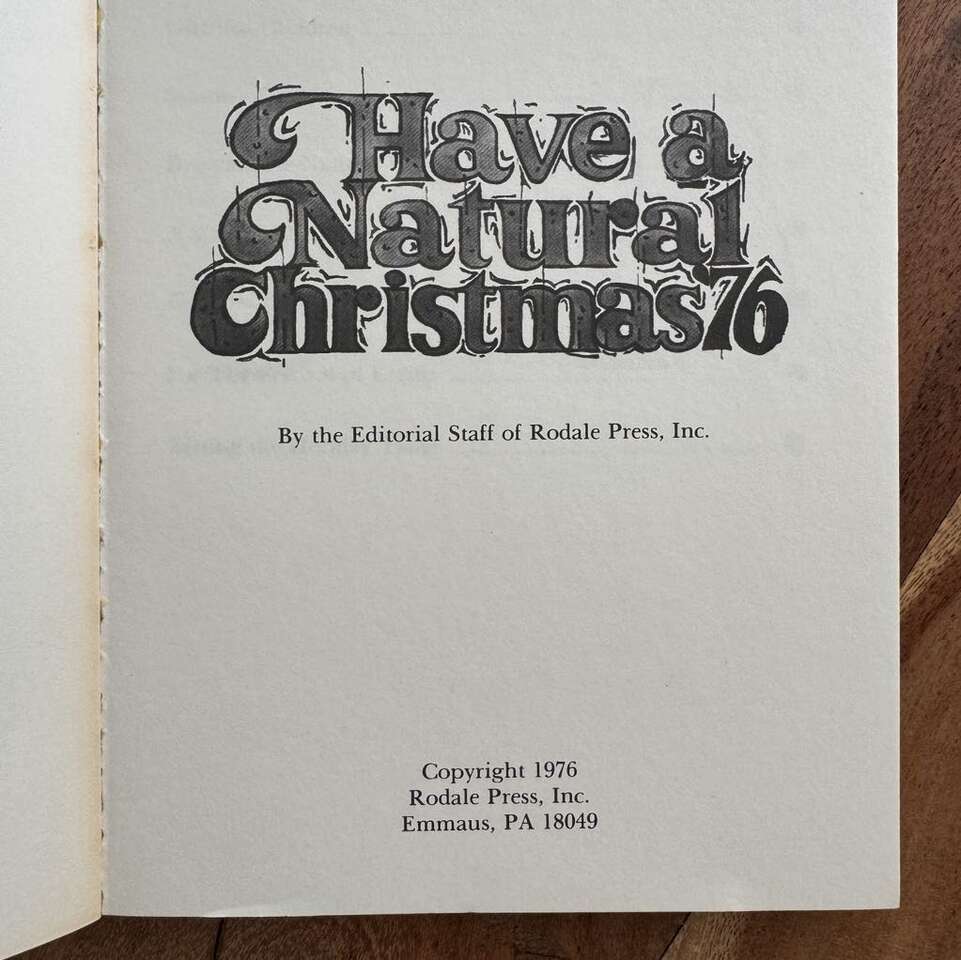 Have a
Natural
Christmas '76
By the Editorial Staff of Rodale Press, Inc.
Copyright 1976
Rodale Press, Inc.
Emmaus, PA 18049